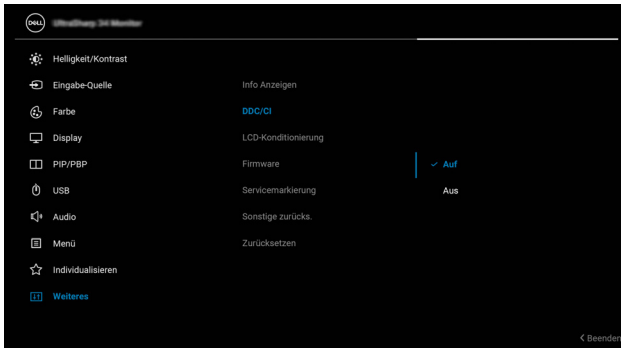 DELL
UltraSharp 34 Monitor
Helligkeit/Kontrast
Eingabe-Quelle
Farbe
Display
PIP/PBP
USB
Audio
Menü
Individualisieren
Weiteres
Info Anzeigen
DDC/CI
LCD-Konditionierung
Firmware
Servicemarkierung
Sonstige zurücks.
Zurücksetzen
Auf
Aus
Beenden